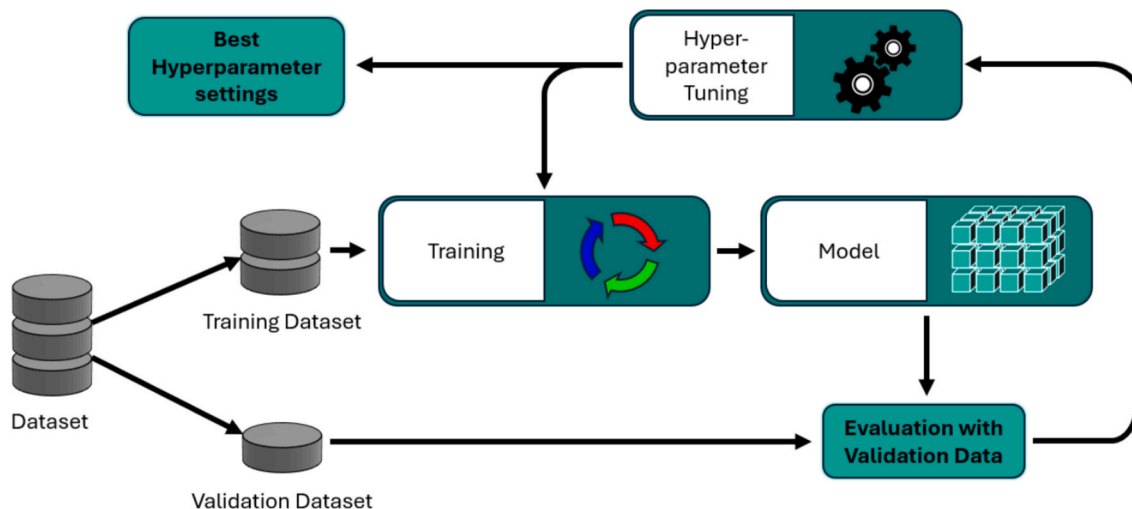 Best
Hyperparameter
settings
Hyper-
parameter
Tuning
Training
Model
Training Dataset
Dataset
Evaluation with
Validation Data
Validation Dataset